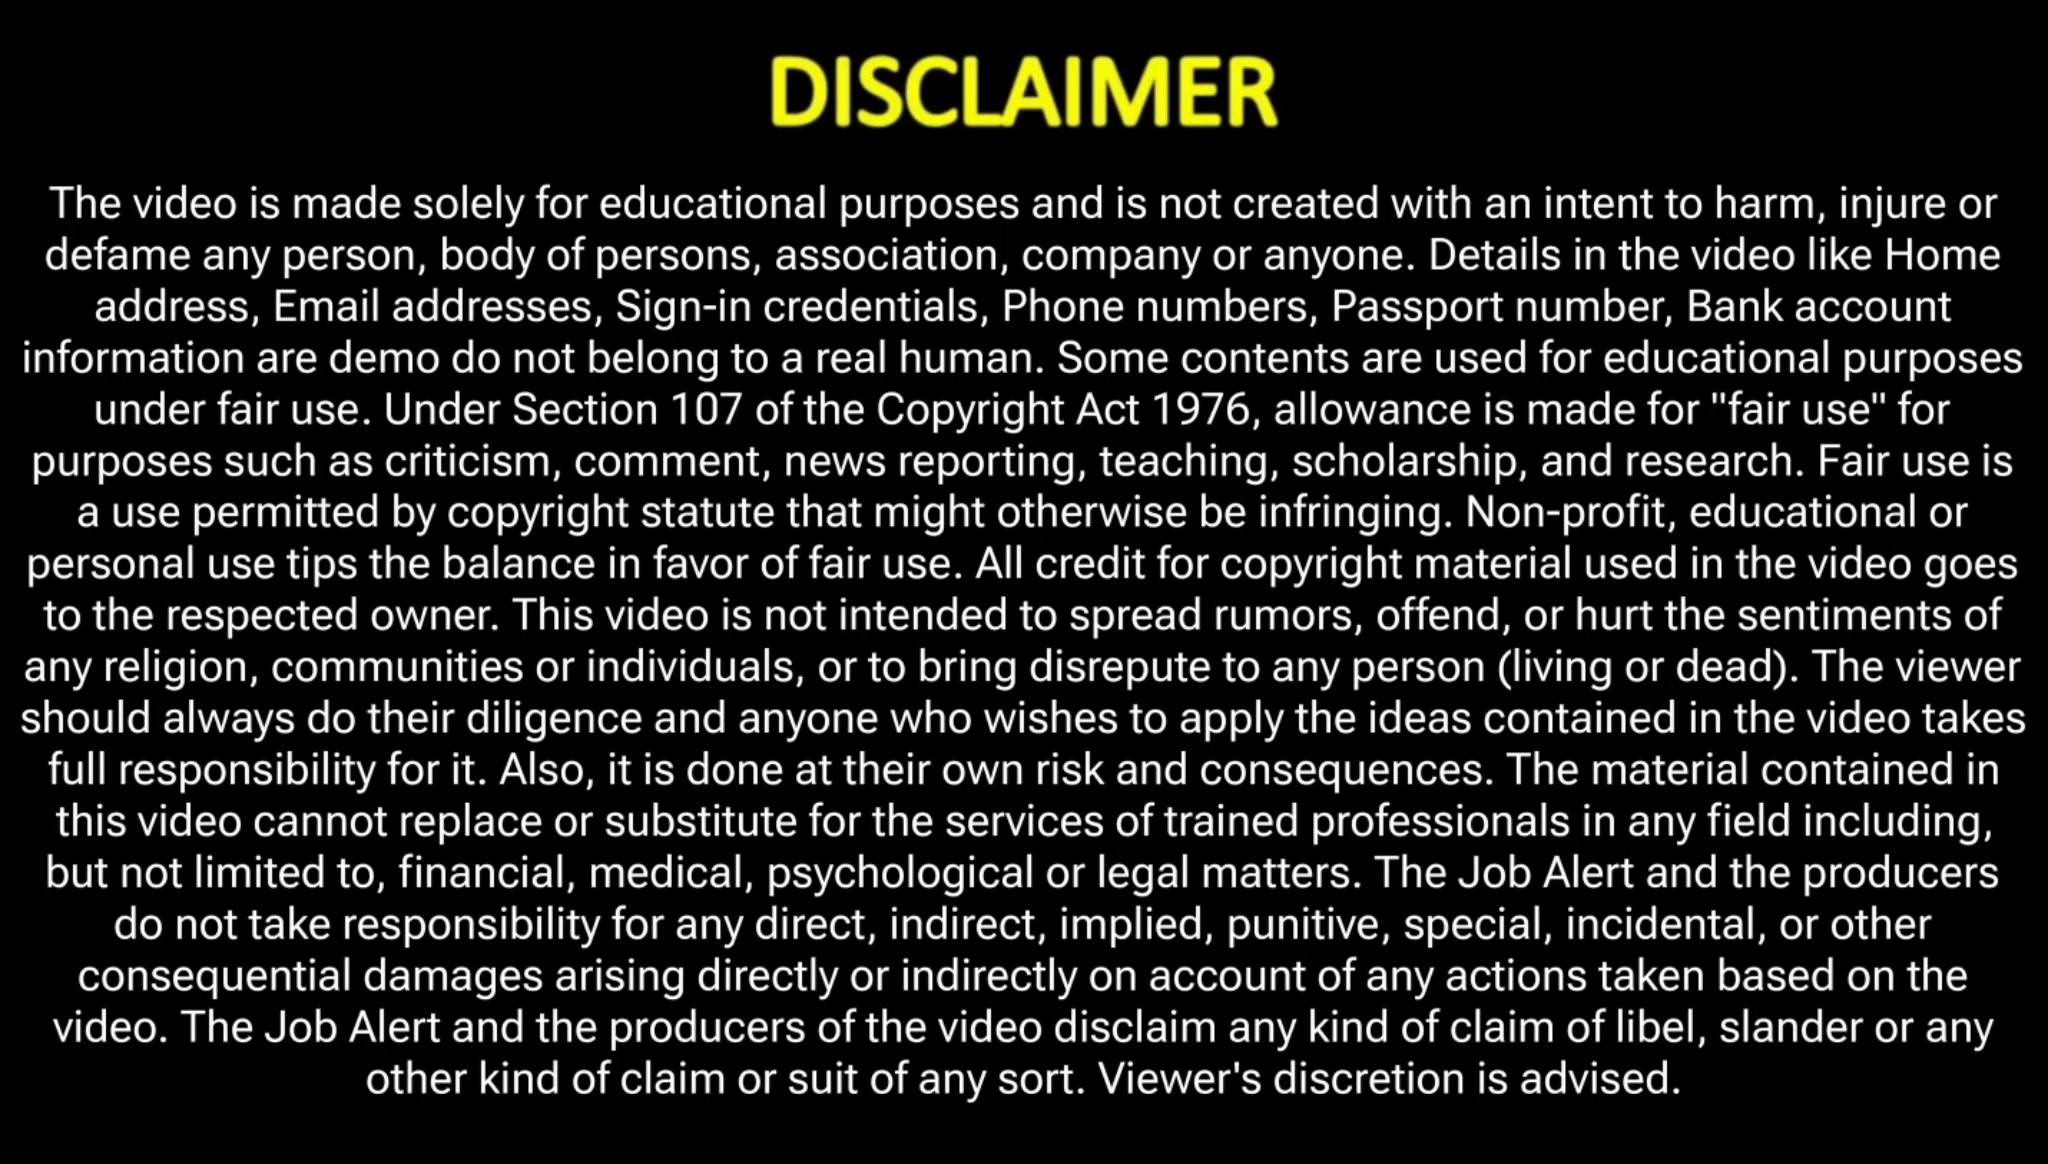 DISCLAIMER
The video is made solely for educational purposes and is not created with an intent to harm, injure or
defame any person, body of persons, association, company or anyone. Details in the video like Home
address, Email addresses, Sign-in credentials, Phone numbers, Passport number, Bank account
information are demo do not belong to a real human. Some contents are used for educational purposes
under fair use. Under Section 107 of the Copyright Act 1976, allowance is made for "fair use" for
purposes such as criticism, comment, news reporting, teaching, scholarship, and research. Fair use is
a use permitted by copyright statute that might otherwise be infringing. Non-profit, educational or
personal use tips the balance in favor of fair use. All credit for copyright material used in the video goes
to the respected owner. This video is not intended to spread rumors, offend, or hurt the sentiments of
any religion, communities or individuals, or to bring disrepute to any person (living or dead). The viewer
should always do their diligence and anyone who wishes to apply the ideas contained in the video takes
full responsibility for it. Also, it is done at their own risk and consequences. The material contained in
this video cannot replace or substitute for the services of trained professionals in any field including,
but not limited to, financial, medical, psychological or legal matters. The Job Alert and the producers
do not take responsibility for any direct, indirect, implied, punitive, special, incidental, or other
consequential damages arising directly or indirectly on account of any actions taken based on the
video. The Job Alert and the producers of the video disclaim any kind of claim of libel, slander or any
other kind of claim or suit of any sort. Viewer's discretion is advised.